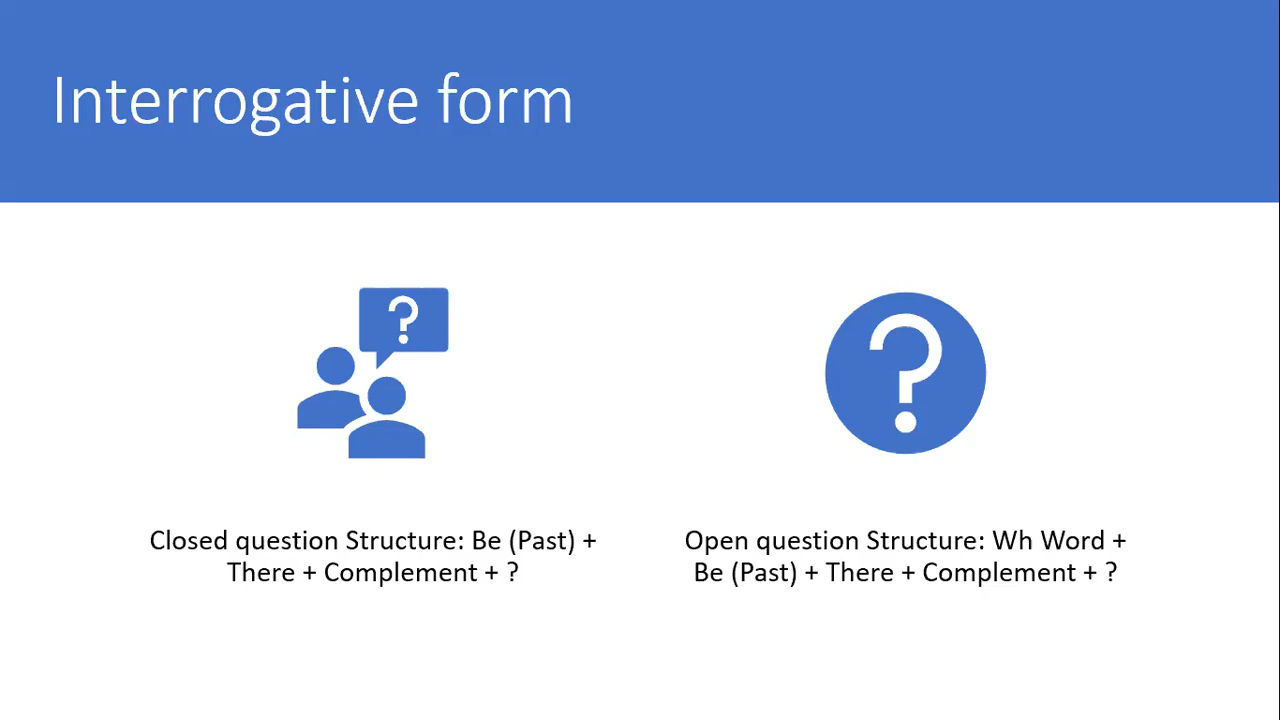 Interrogative form
?
?
Closed question Structure: Be (Past) +
There + Complement + ?
Open question Structure: Wh Word +
Be (Past) + There + Complement + ?